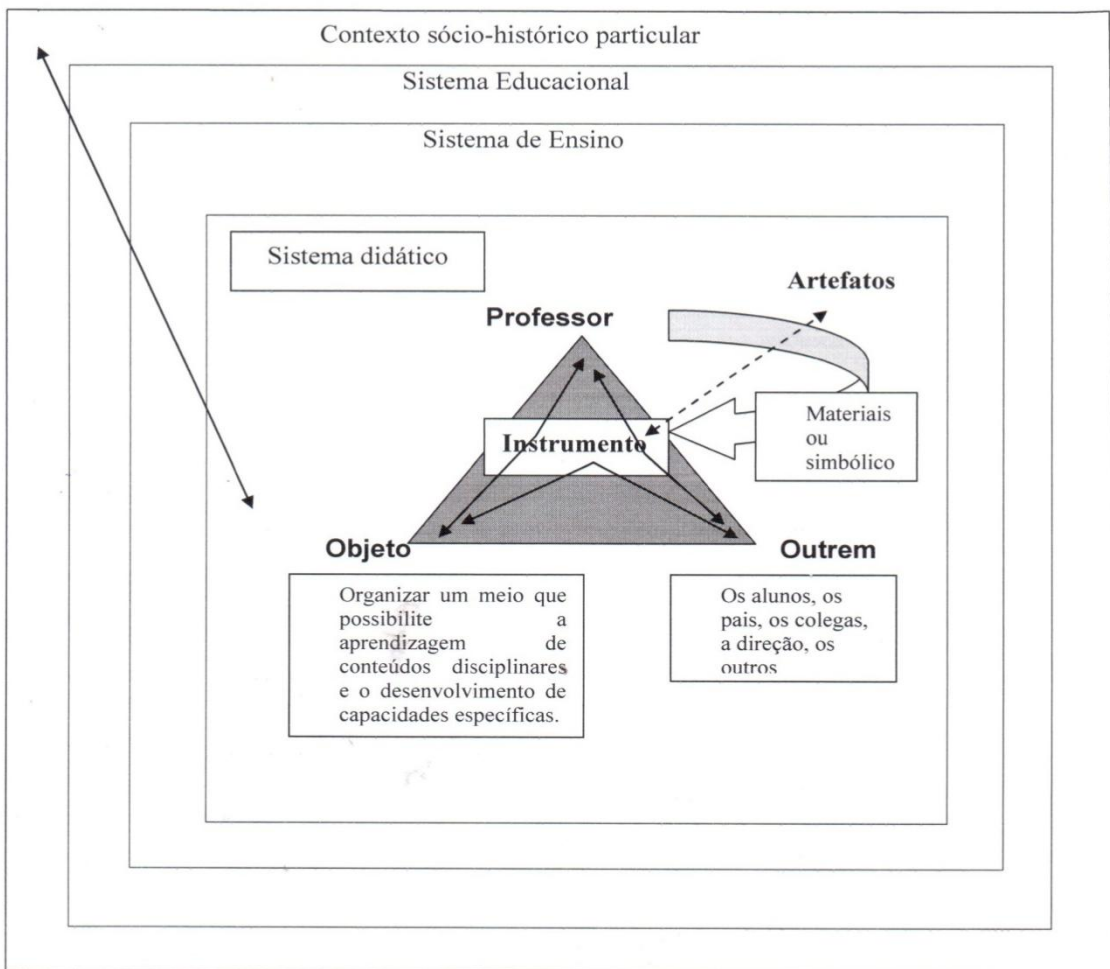 Contexto sócio-histórico particular
Sistema Educacional
Sistema de Ensino
Sistema didático
Artefatos
Professor
Materiais
ou
simbólico
Instrumento
Objeto
Outrem
Organizar um meio que
possibilite a
aprendizagem de
conteúdos disciplinares
e o desenvolvimento de
capacidades específicas.
Os alunos, os
pais, os colegas,
a direção, os
outros